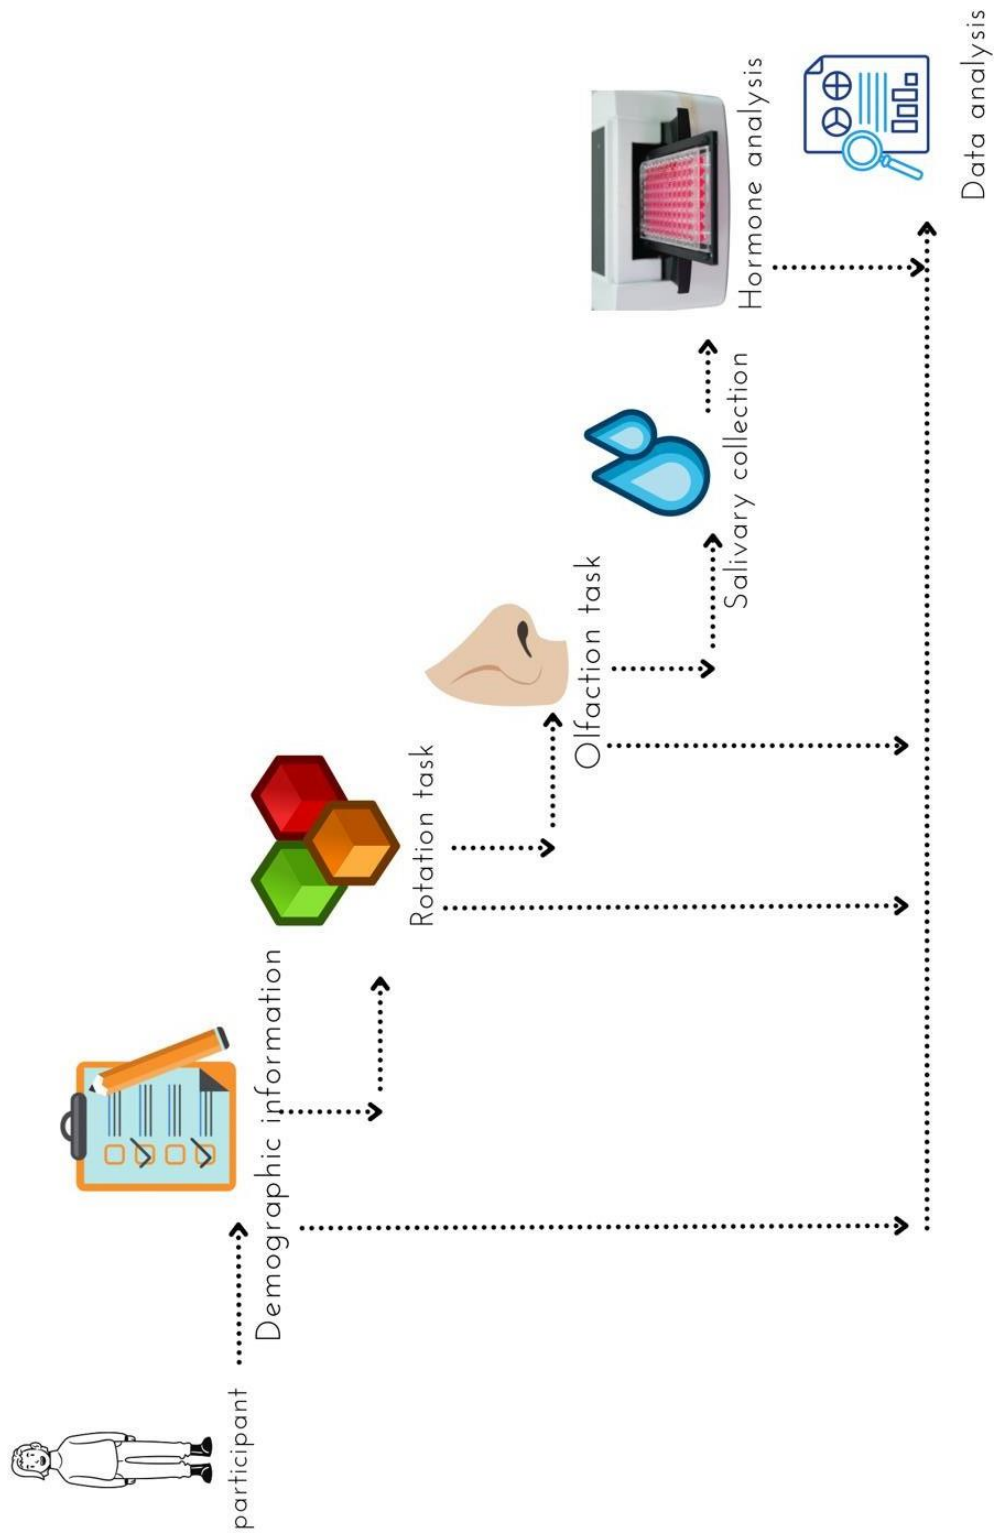 participant
Demographic information
Rotation task
Olfaction task
Salivary collection
Hormone analysis
Data analysis